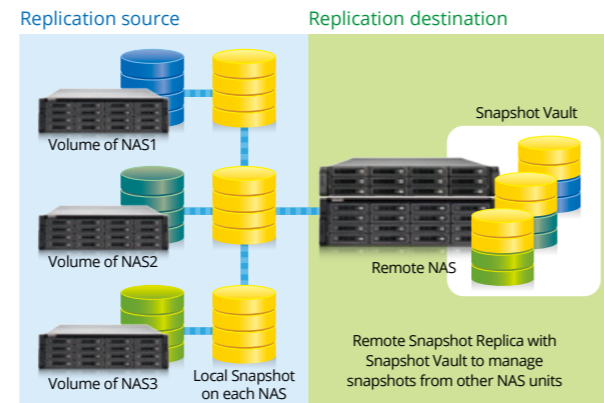 Replication source
Replication destination
Volume of NAS1
Volume of NAS2
Volume of NAS3
Local Snapshot
on each NAS
Snapshot Vault
Remote NAS
Remote Snapshot Replica with
Snapshot Vault to manage
snapshots from other NAS units